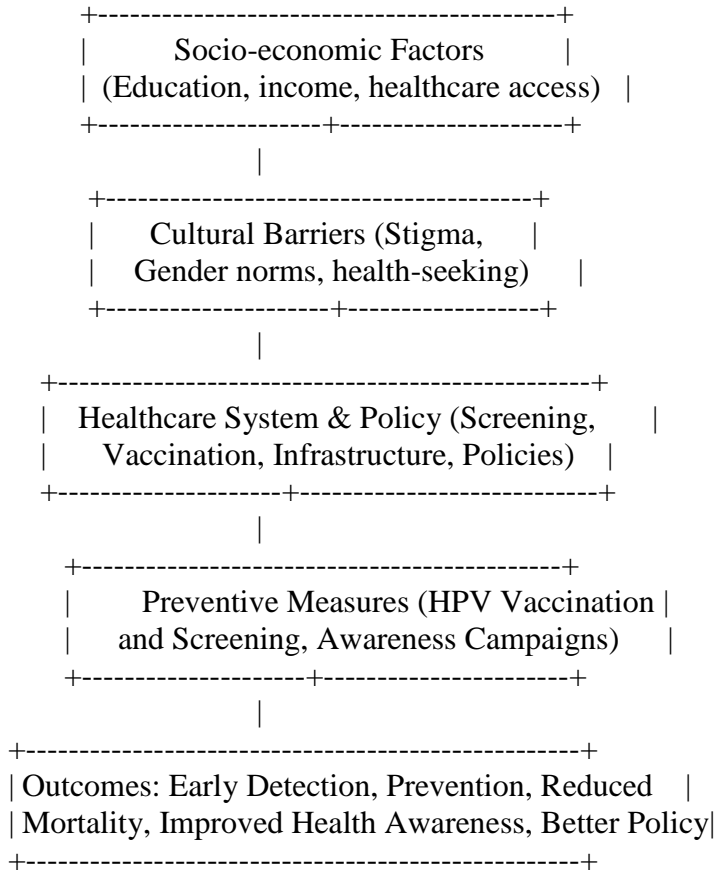 +-------------------------------------------+
| Socio-economic Factors |
| (Education, income, healthcare access) |
+---------------------+---------------------+
|
+----------------------------------------+
| Cultural Barriers (Stigma, |
| Gender norms, health-seeking) |
+---------------------+-------------------+
|
+--------------------------------------------------+
| Healthcare System & Policy (Screening, |
| Vaccination, Infrastructure, Policies) |
+---------------------+----------------------------+
|
+---------------------------------------------+
| Preventive Measures (HPV Vaccination |
| and Screening, Awareness Campaigns) |
+---------------------+-----------------------+
|
+----------------------------------------------------+
| Outcomes: Early Detection, Prevention, Reduced |
| Mortality, Improved Health Awareness, Better Policy|
+----------------------------------------------------+